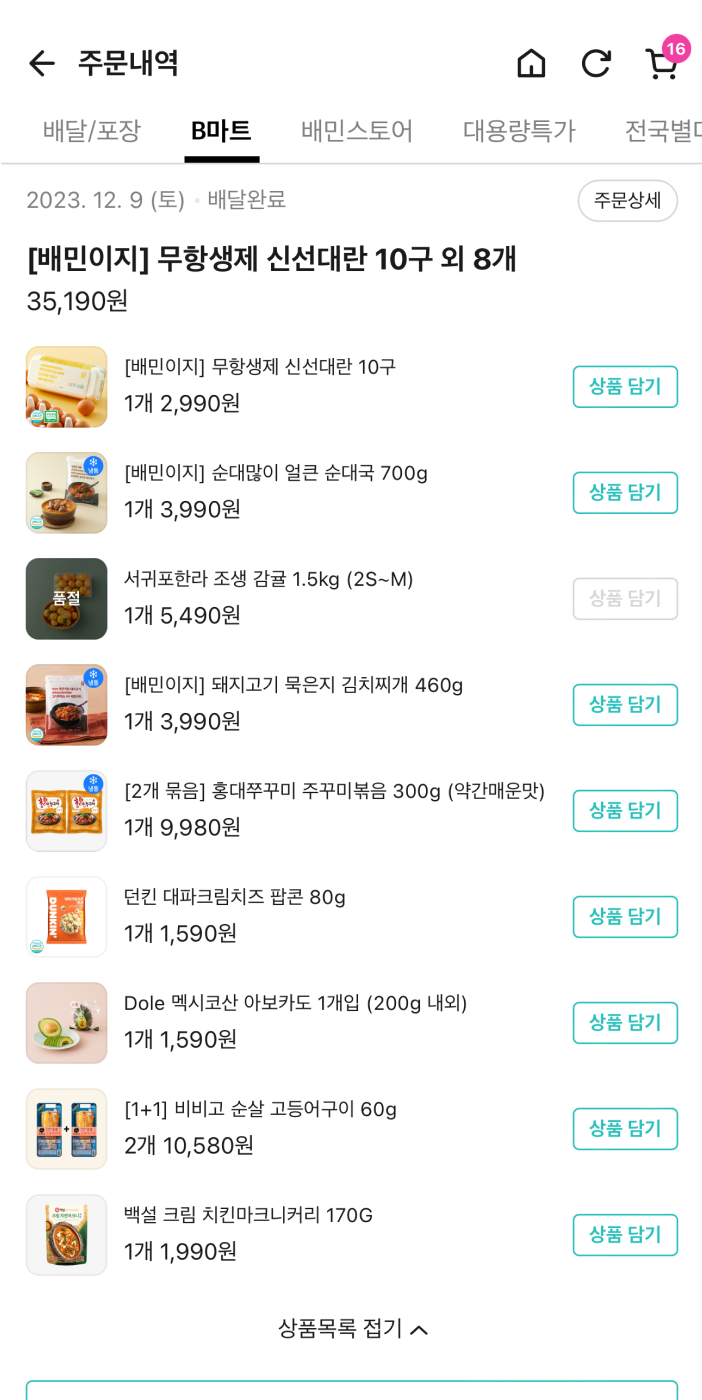 주문내역
16
배달/포장 B마트 배민스토어 대용량특가 전국별미
2023. 12. 9 (토) • 배달완료
주문상세
[배민이지] 무항생제 신선대란 10구 외 8개
35,190원
[배민이지] 무항생제 신선대란 10구
1개 2,990원
상품 담기
냉동
[배민이지] 순대많이 얼큰 순대국 700g
1개 3,990원
상품 담기
품절
서귀포한라 조생 감귤 1.5kg (2S~M)
1개 5,490원
상품 담기
냉동
[배민이지] 돼지고기 묵은지 김치찌개 460g
1개 3,990원
상품 담기
냉동
[2개 묶음] 홍대쭈꾸미 주꾸미볶음 300g (약간매운맛)
1개 9,980원
상품 담기
DUNKIN'
던킨 대파크림치즈 팝콘 80g
1개 1,590원
상품 담기
Dole 멕시코산 아보카도 1개입 (200g 내외)
1개 1,590원
상품 담기
+
[1+1] 비비고 순살 고등어구이 60g
2개 10,580원
상품 담기
백설 크림 치킨마크니커리 170G
1개 1,990원
상품 담기
상품목록 접기